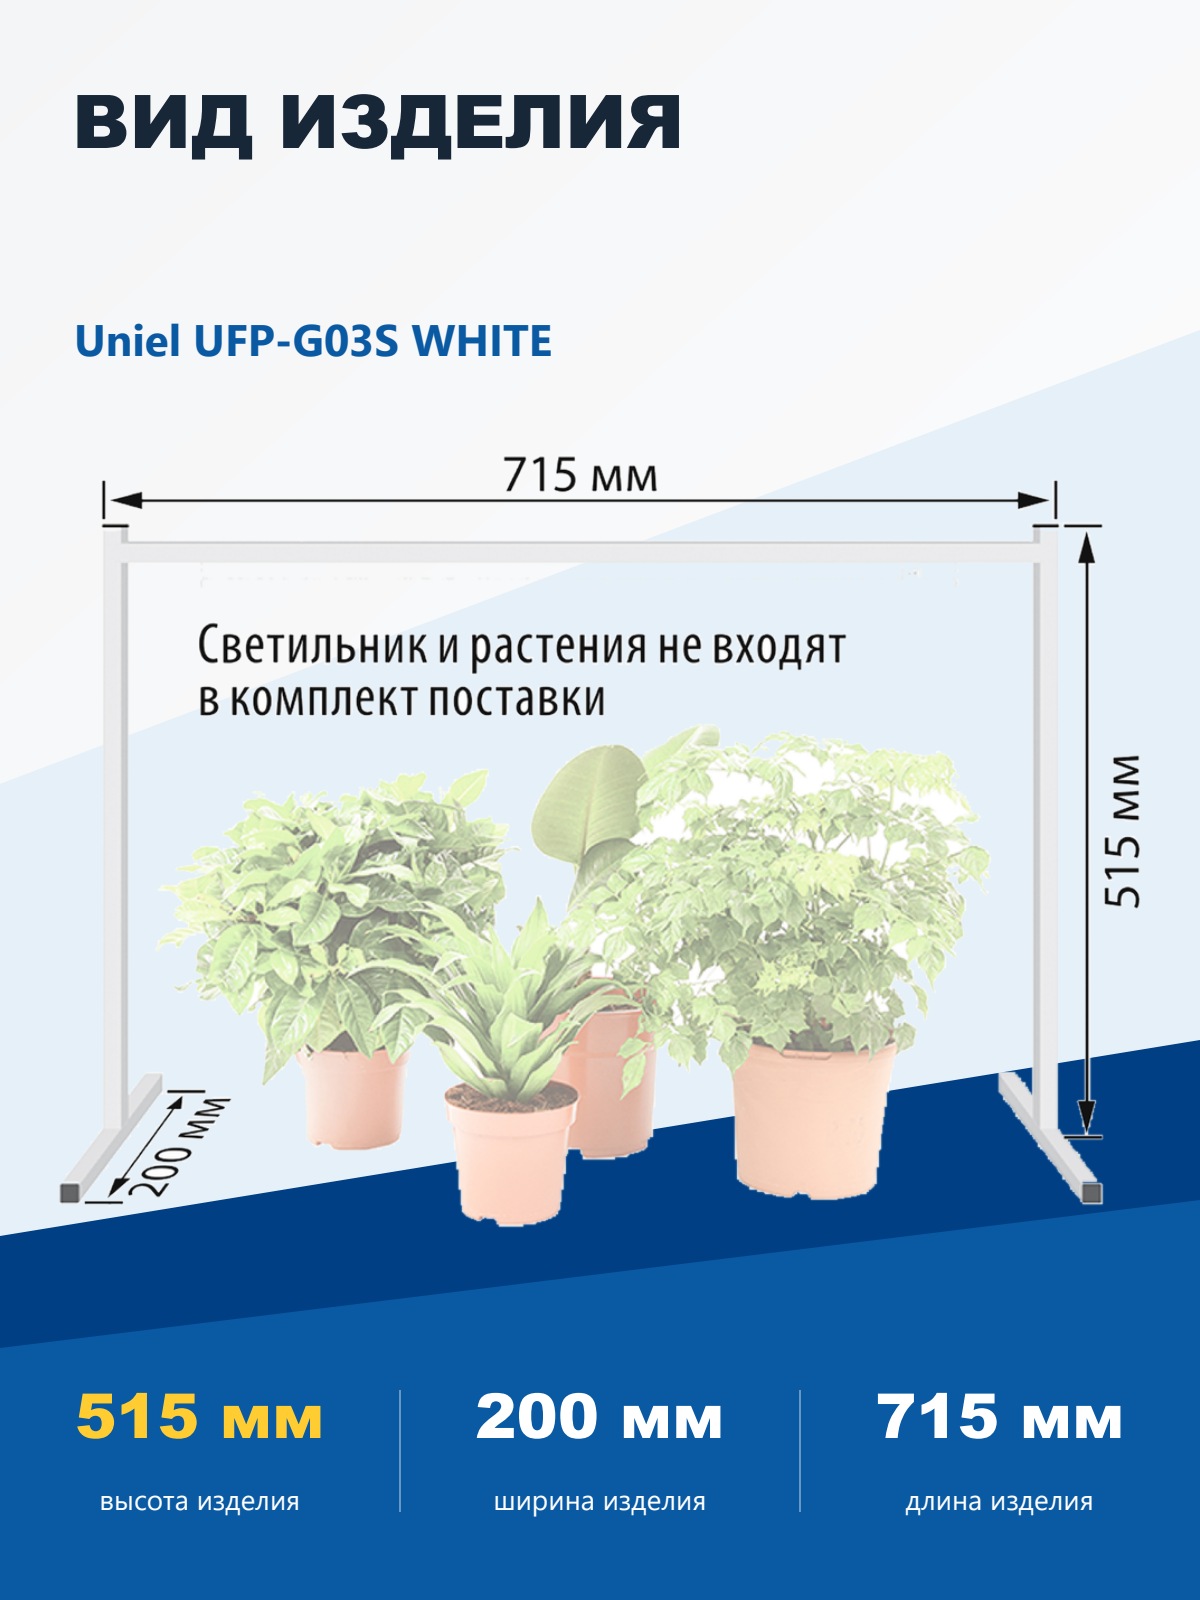 ВИД ИЗДЕЛИЯ
Uniel UFP-G03S WHITE
715 мм
Светильник и растения не входят
в комплект поставки
515 мм
200 мм
515 мм
200 мм
715 мм
высота изделия
ширина изделия
длина изделия